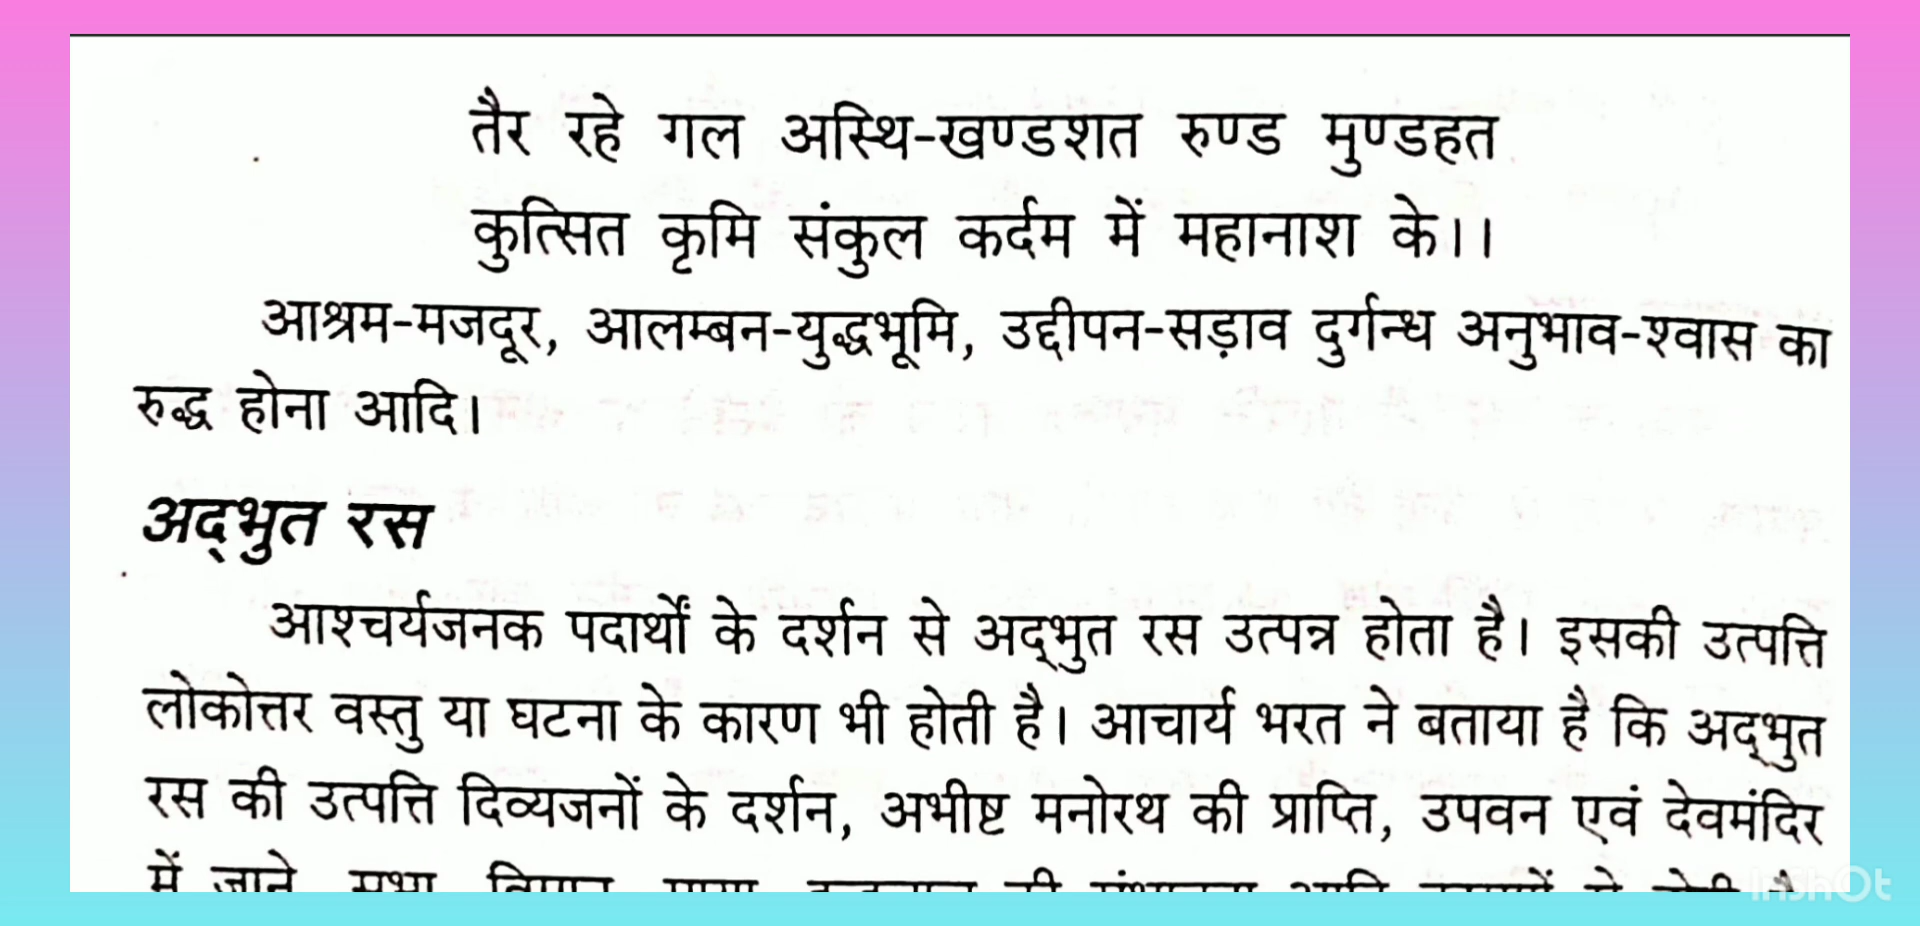 तैर रहे गल अस्थि-खण्डशत रुण्ड मुण्डहत
कुत्सित कृमि संकुल कर्दम में महानाश के।।
आश्रम-मजदूर, आलम्बन-युद्धभूमि, उद्दीपन-सड़ाव दुर्गन्ध अनुभाव-श्वास का
रुद्ध होना आदि।
अद्‌भुत रस
आश्चर्यजनक पदार्थों के दर्शन से अद्‌भुत रस उत्पन्न होता है। इसकी उत्पत्ति
लोकोत्तर वस्तु या घटना के कारण भी होती है। आचार्य भरत ने बताया है कि अद्‌भुत
रस की उत्पत्ति दिव्यजनों के दर्शन, अभीष्ट मनोरथ की प्राप्ति, उपवन एवं देवमंदिर
में जाने
InShOt